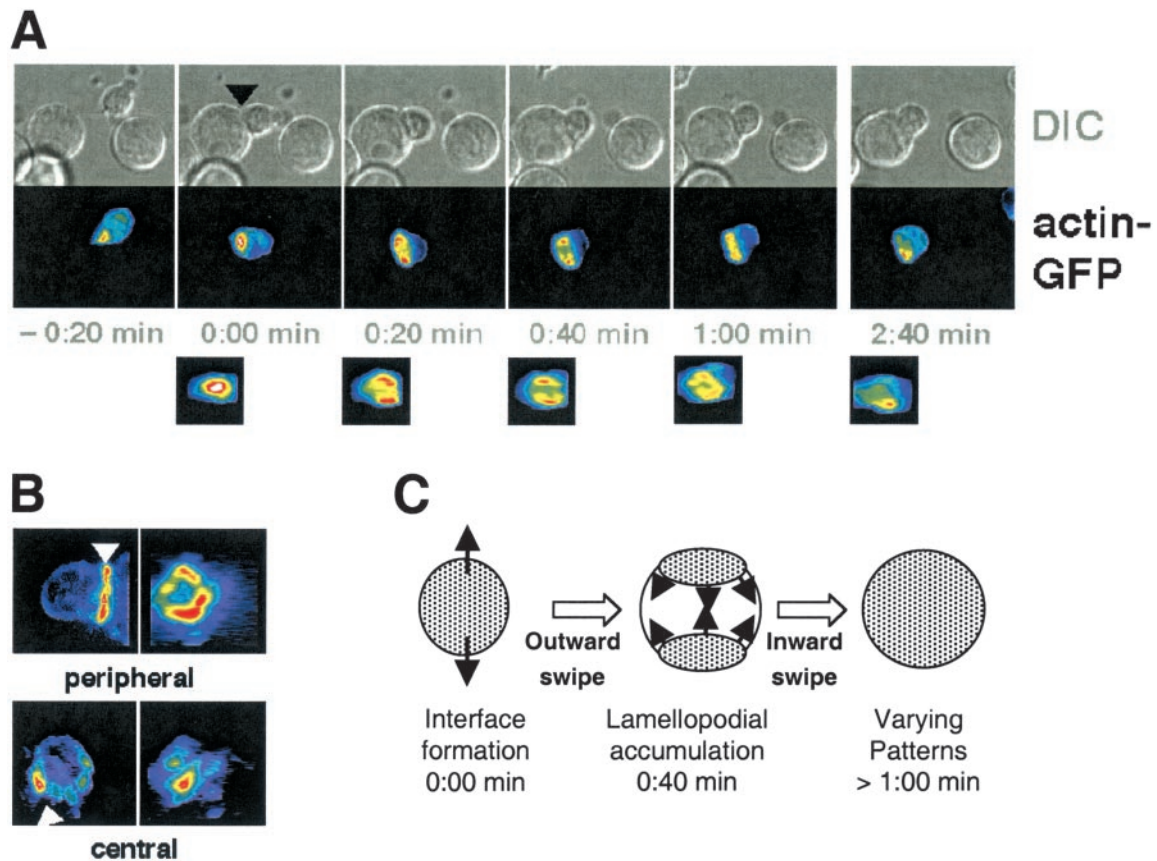 A
DIC
actin-
GFP
– 0:20 min
0:00 min
0:20 min
0:40 min
1:00 min
2:40 min
B
peripheral
central
C
Outward
swipe
Inward
swipe
Interface
formation
0:00 min
Lamellopodial
accumulation
0:40 min
Varying
Patterns
> 1:00 min